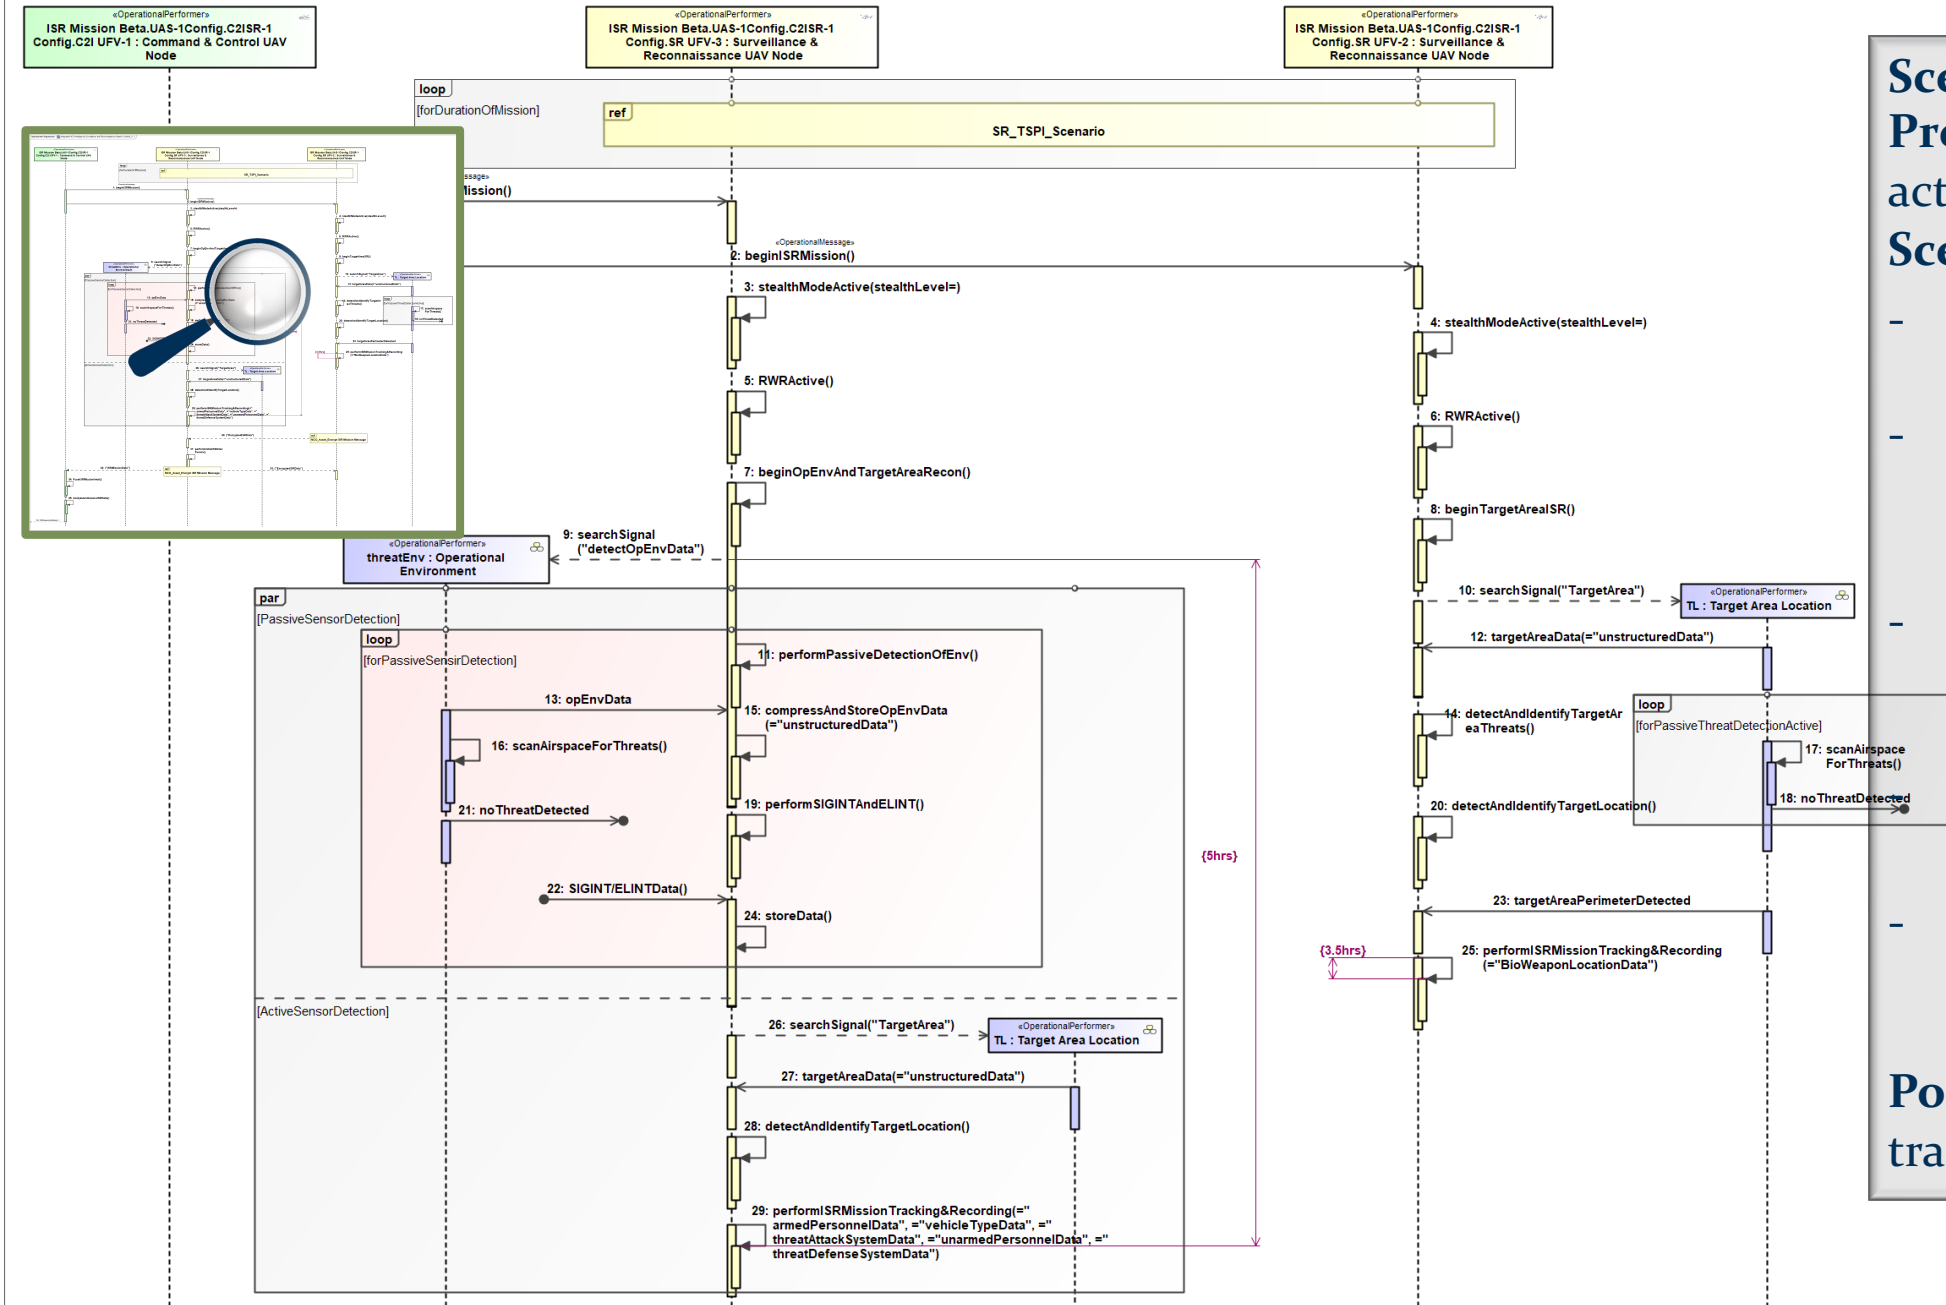 «OperationalPerformer»
ISR Mission Beta.UAS-1Config.C2ISR-1
Config.C2I UFV-1 : Command & Control UAV
Node
«OperationalPerformer»
ISR Mission Beta.UAS-1Config.C2ISR-1
Config.SR UFV-3 : Surveillance &
Reconnaissance UAV Node
«OperationalPerformer»
ISR Mission Beta.UAS-1Config.C2ISR-1
Config.SR UFV-2 : Surveillance &
Reconnaissance UAV Node
loop
[forDurationOfMission]
ref
SR_TSPI_Scenario
ssage»
Mission()
«OperationalMessage»
2: beginISRMission()
3: stealthModeActive(stealthLevel=)
4: stealthModeActive(stealthLevel=)
5: RWRActive()
6: RWRActive()
7: beginOpEnvAndTargetAreaRecon()
8: beginTargetAreaISR()
«OperationalPerformer»
threatEnv : Operational
Environment
9: searchSignal
("detectOpEnvData")
10: searchSignal("TargetArea")
«OperationalPerformer»
TL : Target Area Location
12: targetAreaData(="unstructuredData")
par
[PassiveSensorDetection]
loop
[forPassiveSensirDetection]
11: performPassiveDetectionOfEnv()
13: opEnvData
15: compressAndStoreOpEnvData
(="unstructuredData")
14: detectAndIdentifyTargetAr
eaThreats()
loop
[forPassiveThreatDetectionActive]
16: scanAirspaceForThreats()
17: scanAirspace
ForThreats()
18: noThreatDetected
19: performSIGINTAndELINT()
20: detectAndIdentifyTargetLocation()
21: noThreatDetected
{5hrs}
22: SIGINT/ELINTData()
23: targetAreaPerimeterDetected
24: storeData()
{3.5hrs}
25: performISRMissionTracking&Recording
(="BioWeaponLocationData")
[ActiveSensorDetection]
26: searchSignal("TargetArea")
«OperationalPerformer»
TL : Target Area Location
27: targetAreaData(="unstructuredData")
28: detectAndIdentifyTargetLocation()
29: performISRMissionTracking&Recording(="
armedPersonnelData", ="vehicleTypeData", ="
threatAttackSystemData", ="unarmedPersonnelData", ="
threatDefenseSystemData")
Sce
Pro
act
Sce
-
-
-
-
-
Po
tra